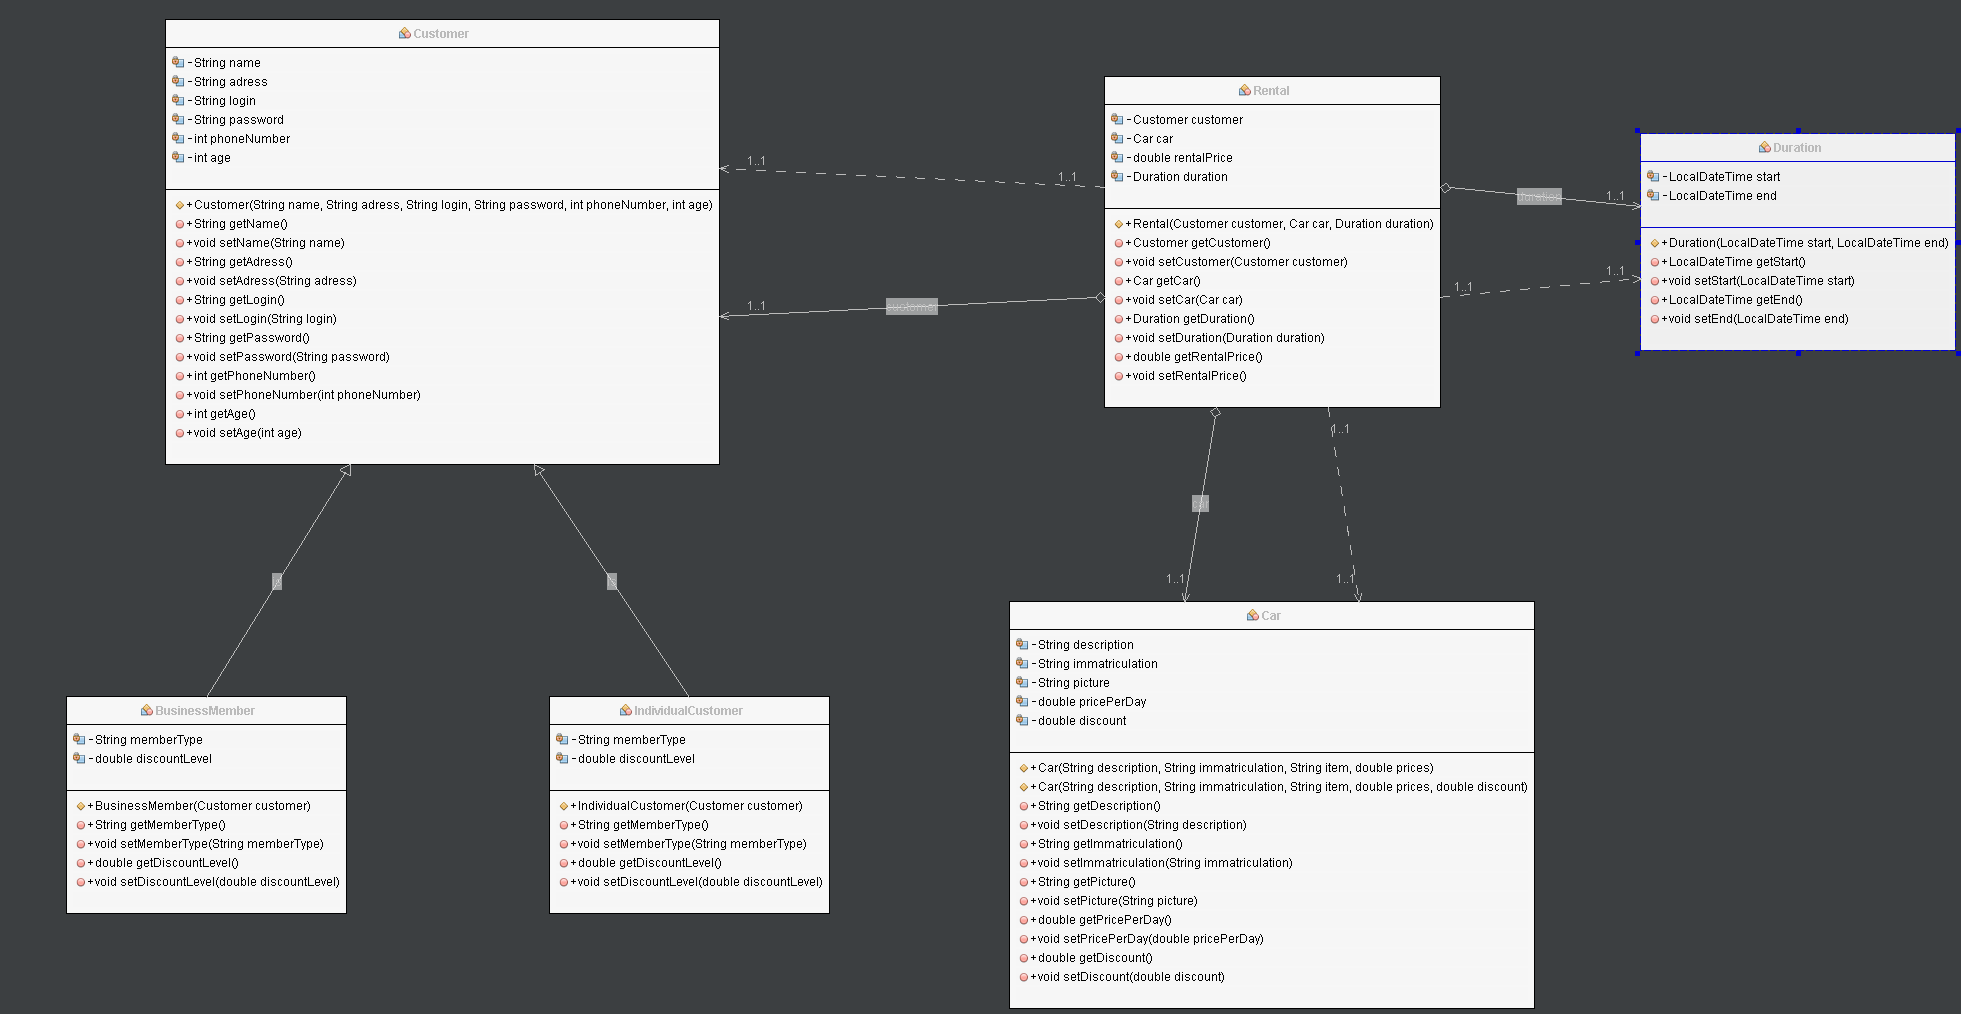 Customer
-String name
-String adress
-String login
-String password
-int phoneNumber
-int age
+Customer(String name, String adress, String login, String password, int phoneNumber, int age)
+String getName()
+void setName(String name)
+String getAdress()
+void setAdress(String adress)
+String getLogin()
+void setLogin(String login)
+String getPassword()
+void setPassword(String password)
+int getPhoneNumber()
+void setPhoneNumber(int phoneNumber)
+int getAge()
+void setAge(int age)
1..1
1..1
1..1
customer
Rental
-Customer customer
-Car car
-double rentalPrice
-Duration duration
+Rental(Customer customer, Car car, Duration duration)
+Customer getCustomer()
+void setCustomer(Customer customer)
+Car getCar()
+void setCar(Car car)
+Duration getDuration()
+void setDuration(Duration duration)
+double getRentalPrice()
+void setRentalPrice()
duration
1..1
1..1
1..1
Duration
-LocalDateTime start
-LocalDateTime end
+Duration(LocalDateTime start, LocalDateTime end)
+LocalDateTime getStart()
+void setStart(LocalDateTime start)
+LocalDateTime getEnd()
+void setEnd(LocalDateTime end)
1..1
car
1..1
1..1
BusinessMember
-String memberType
-double discountLevel
+BusinessMember(Customer customer)
+String getMemberType()
+void setMemberType(String memberType)
+double getDiscountLevel()
+void setDiscountLevel(double discountLevel)
IndividualCustomer
-String memberType
-double discountLevel
+IndividualCustomer(Customer customer)
+String getMemberType()
+void setMemberType(String memberType)
+double getDiscountLevel()
+void setDiscountLevel(double discountLevel)
Car
-String description
-String immatriculation
-String picture
-double pricePerDay
-double discount
+Car(String description, String immatriculation, String item, double prices)
+Car(String description, String immatriculation, String item, double prices, double discount)
+String getDescription()
+void setDescription(String description)
+String getImmatriculation()
+void setImmatriculation(String immatriculation)
+String getPicture()
+void setPicture(String picture)
+double getPricePerDay()
+void setPricePerDay(double pricePerDay)
+double getDiscount()
+void setDiscount(double discount)